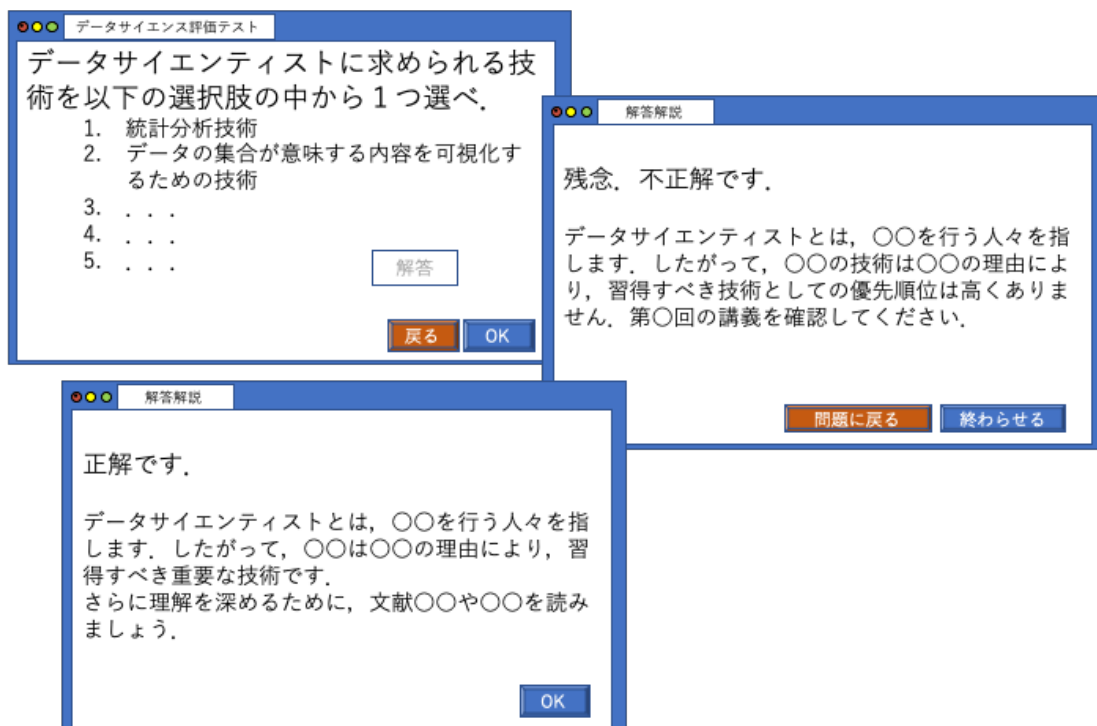 データサイエンス評価テスト
データサイエンティストに求められる技
術を以下の選択肢の中から１つ選べ．
1. 統計分析技術
2. データの集合が意味する内容を可視化す
るための技術
3. ．．．
4. ．．．
5. ．．．
解答
戻る
OK
解答解説
残念．不正解です．
データサイエンティストとは，〇〇を行う人々を指
します．したがって，〇〇の技術は〇〇の理由によ
り，習得すべき技術としての優先順位は高くありま
せん．第〇回の講義を確認してください．
問題に戻る
終わらせる
解答解説
正解です．
データサイエンティストとは，〇〇を行う人々を指
します．したがって，〇〇は〇〇の理由により，習
得すべき重要な技術です．
さらに理解を深めるために，文献〇〇や〇〇を読み
ましょう．
OK